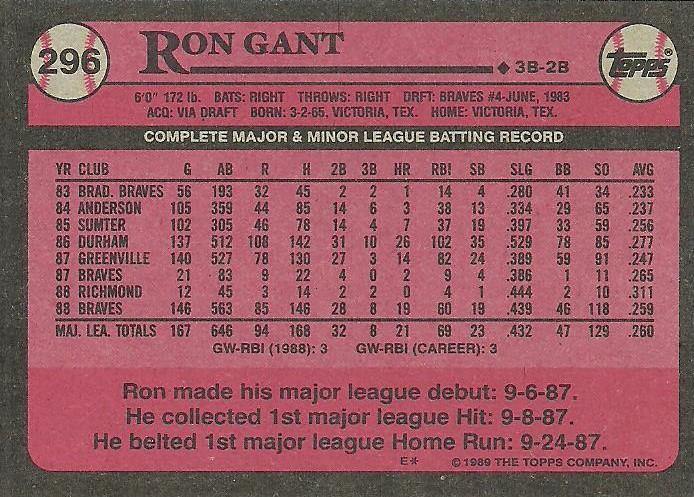 296 RON GANT ◆ 3B-2B TOPPS
6'0" 172 lb. BATS: RIGHT THROWS: RIGHT DRFT: BRAVES #4-JUNE, 1983
ACQ: VIA DRAFT BORN: 3-2-65, VICTORIA, TEX. HOME: VICTORIA, TEX.
COMPLETE MAJOR & MINOR LEAGUE BATTING RECORD
YR CLUB G AB R H 2B 3B HR RBI SB SLG BB SO AVG
83 BRAD. BRAVES 56 193 32 45 2 2 1 14 4 .280 41 34 .233
84 ANDERSON 105 359 44 85 14 6 3 38 13 .334 29 65 .237
85 SUMTER 102 305 46 78 14 4 7 37 19 .397 33 59 .256
86 DURHAM 137 512 108 142 31 10 26 102 35 .529 78 85 .277
87 GREENVILLE 140 527 78 130 27 3 14 82 24 .389 59 91 .247
87 BRAVES 21 83 9 22 4 0 2 9 4 .386 1 11 .265
88 RICHMOND 12 45 3 14 2 2 0 4 1 .444 2 10 .311
88 BRAVES 146 563 85 146 28 8 19 60 19 .439 46 118 .259
MAJ. LEA. TOTALS 167 646 94 168 32 8 21 69 23 .432 47 129 .260
GW-RBI (1988): 3 GW-RBI (CAREER): 3
Ron made his major league debut: 9-6-87.
He collected 1st major league Hit: 9-8-87.
He belted 1st major league Home Run: 9-24-87.
E* © 1989 THE TOPPS COMPANY, INC.